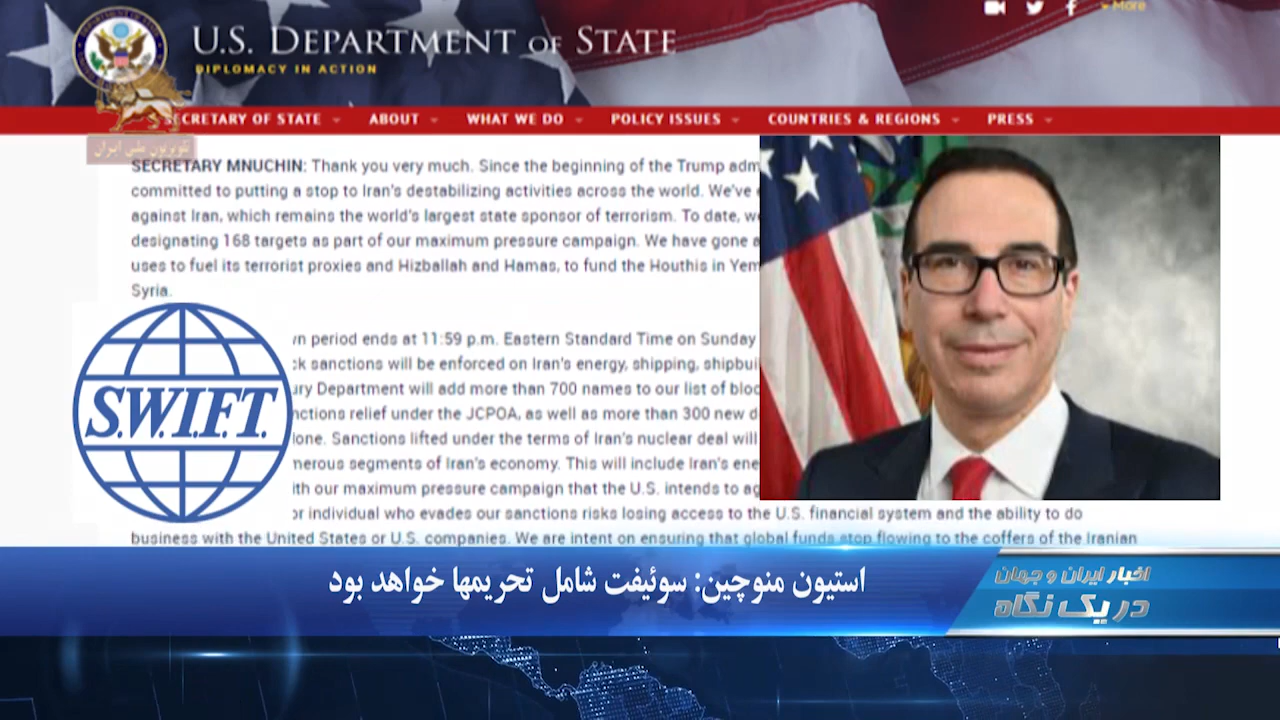 More
U.S. DEPARTMENT OF STATE
DIPLOMACY IN ACTION
SECRETARY OF STATE ABOUT WHAT WE DO POLICY ISSUES COUNTRIES & REGIONS PRESS
تلویزیون ملی ایران
SECRETARY MNUCHIN: Thank you very much. Since the beginning of the Trump adm
committed to putting a stop to Iran's destabilizing activities across the world. We've
against Iran, which remains the world's largest state sponsor of terrorism. To date, we
designating 168 targets as part of our maximum pressure campaign. We have gone a
uses to fuel its terrorist proxies and Hizballah and Hamas, to fund the Houthis in Yem
Syria.
wn period ends at 11:59 p.m. Eastern Standard Time on Sunday
ck sanctions will be enforced on Iran's energy, shipping, shipbui
ury Department will add more than 700 names to our list of bloc
nctions relief under the JCPOA, as well as more than 300 new d
lone. Sanctions lifted under the terms of Iran's nuclear deal will
merous segments of Iran's economy. This will include Iran's ene
ith our maximum pressure campaign that the U.S. intends to ag
or individual who evades our sanctions risks losing access to the U.S. financial system and the ability to do
business with the United States or U.S. companies. We are intent on ensuring that global funds stop flowing to the coffers of the Iranian
S.W.I.F.T.
استیون منوچین: سوئیفت شامل تحریمها خواهد بود
اخبار ایران و جهان
در یک نگاه